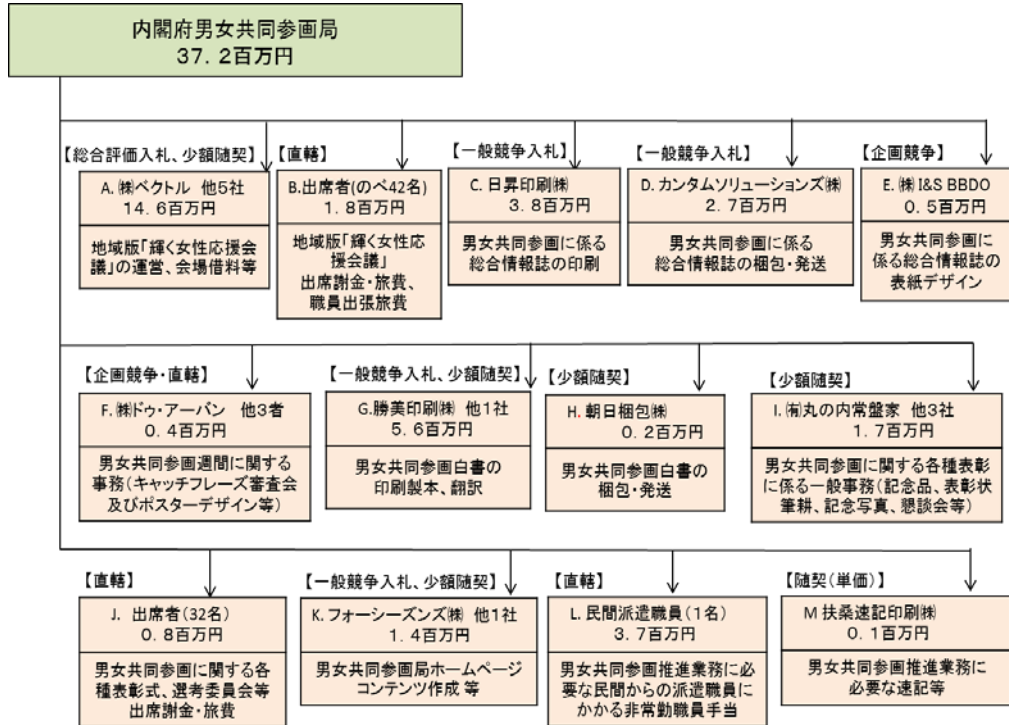 内閣府男女共同参画局
37.2百万円
【総合評価入札、少額随契】
A. ㈱ベクトル 他5社
14.6百万円
地域版「輝く女性応援会
議」の運営、会場借料等
【直轄】
B.出席者(のべ42名)
1.8百万円
地域版「輝く女性応
援会議」
出席謝金・旅費、
職員出張旅費
【一般競争入札】
C. 日昇印刷㈱
3.8百万円
男女共同参画に係る
総合情報誌の印刷
【一般競争入札】
D. カンタムソリューションズ㈱
2.7百万円
男女共同参画に係る
総合情報誌の梱包・発送
【企画競争】
E. ㈱ I&S BBDO
0.5百万円
男女共同参画に
係る総合情報誌の
表紙デザイン
【企画競争・直轄】
F. ㈱ドゥ・アーバン 他3者
0.4百万円
男女共同参画週間に関する
事務(キャッチフレーズ審査会
及びポスターデザイン等)
【一般競争入札、少額随契】
G.勝美印刷㈱ 他1社
5.6百万円
男女共同参画白書の
印刷製本、翻訳
【少額随契】
H. 朝日梱包㈱
0.2百万円
男女共同参画白書の
梱包・発送
【少額随契】
I. ㈲丸の内常盤家 他3社
1.7百万円
男女共同参画に関する各種表彰
に係る一般事務(記念品、表彰状
筆耕、記念写真、懇談会等)
【直轄】
J. 出席者(32名)
0.8百万円
男女共同参画に関する各
種表彰式、選考委員会等
出席謝金・旅費
【一般競争入札、少額随契】
K. フォーシーズンズ㈱ 他1社
1.4百万円
男女共同参画局ホームページ
コンテンツ作成 等
【直轄】
L. 民間派遣職員(1名)
3.7百万円
男女共同参画推進業務に必
要な民間からの派遣職員に
かかる非常勤職員手当
【随契(単価)】
M 扶桑速記印刷㈱
0.1百万円
男女共同参画推進業務に
必要な速記等